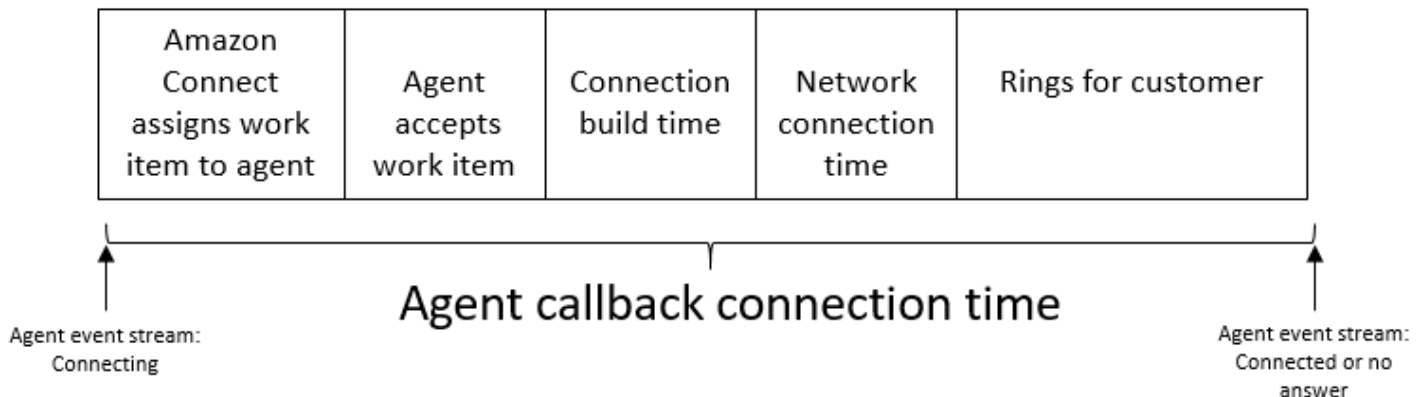 Amazon
Connect
assigns work
item to agent
Agent
accepts
work item
Connection
build time
Network
connection
time
Rings for customer
Agent callback connection time
Agent event stream:
Connecting
Agent event stream:
Connected or no
answer